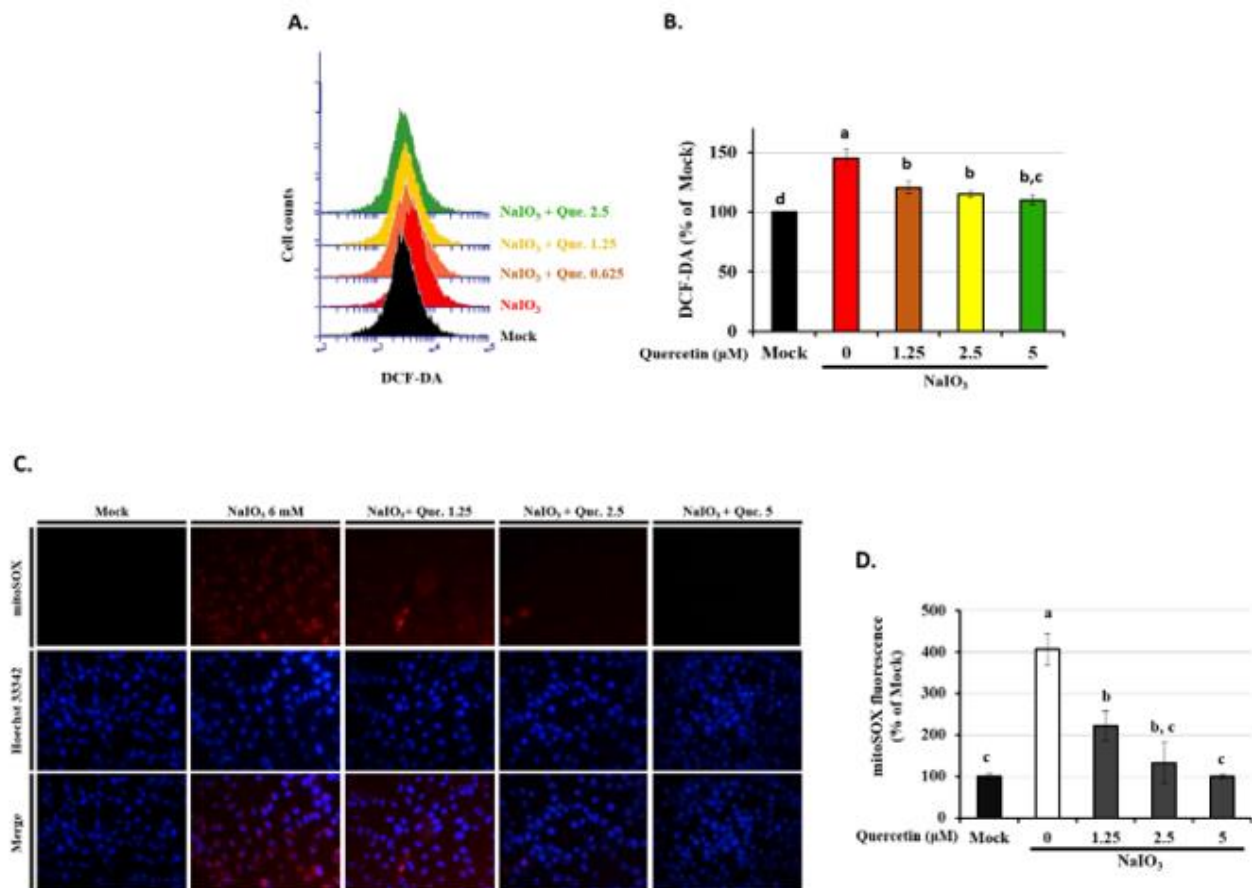 A.
Cell counts
NaIO₃ + Que. 2.5
NaIO₃ + Que. 1.25
NaIO₃ + Que. 0.625
NaIO₃
Mock
DCF-DA
B.
DCF-DA (% of Mock)
150
100
50
0
d
a
b
b
b,c
Quercetin (µM) Mock 0 1.25 2.5 5
NaIO₃
C.
Mock NaIO₃ 6 mM NaIO₃+ Que. 1.25 NaIO₃ + Que. 2.5 NaIO₃ + Que. 5
mitoSOX
Hoechst 33342
Merge
D.
mitoSOX fluorescence
(% of Mock)
500
400
300
200
100
0
c
a
b
b, c
c
Quercetin (µM) Mock 0 1.25 2.5 5
NaIO₃